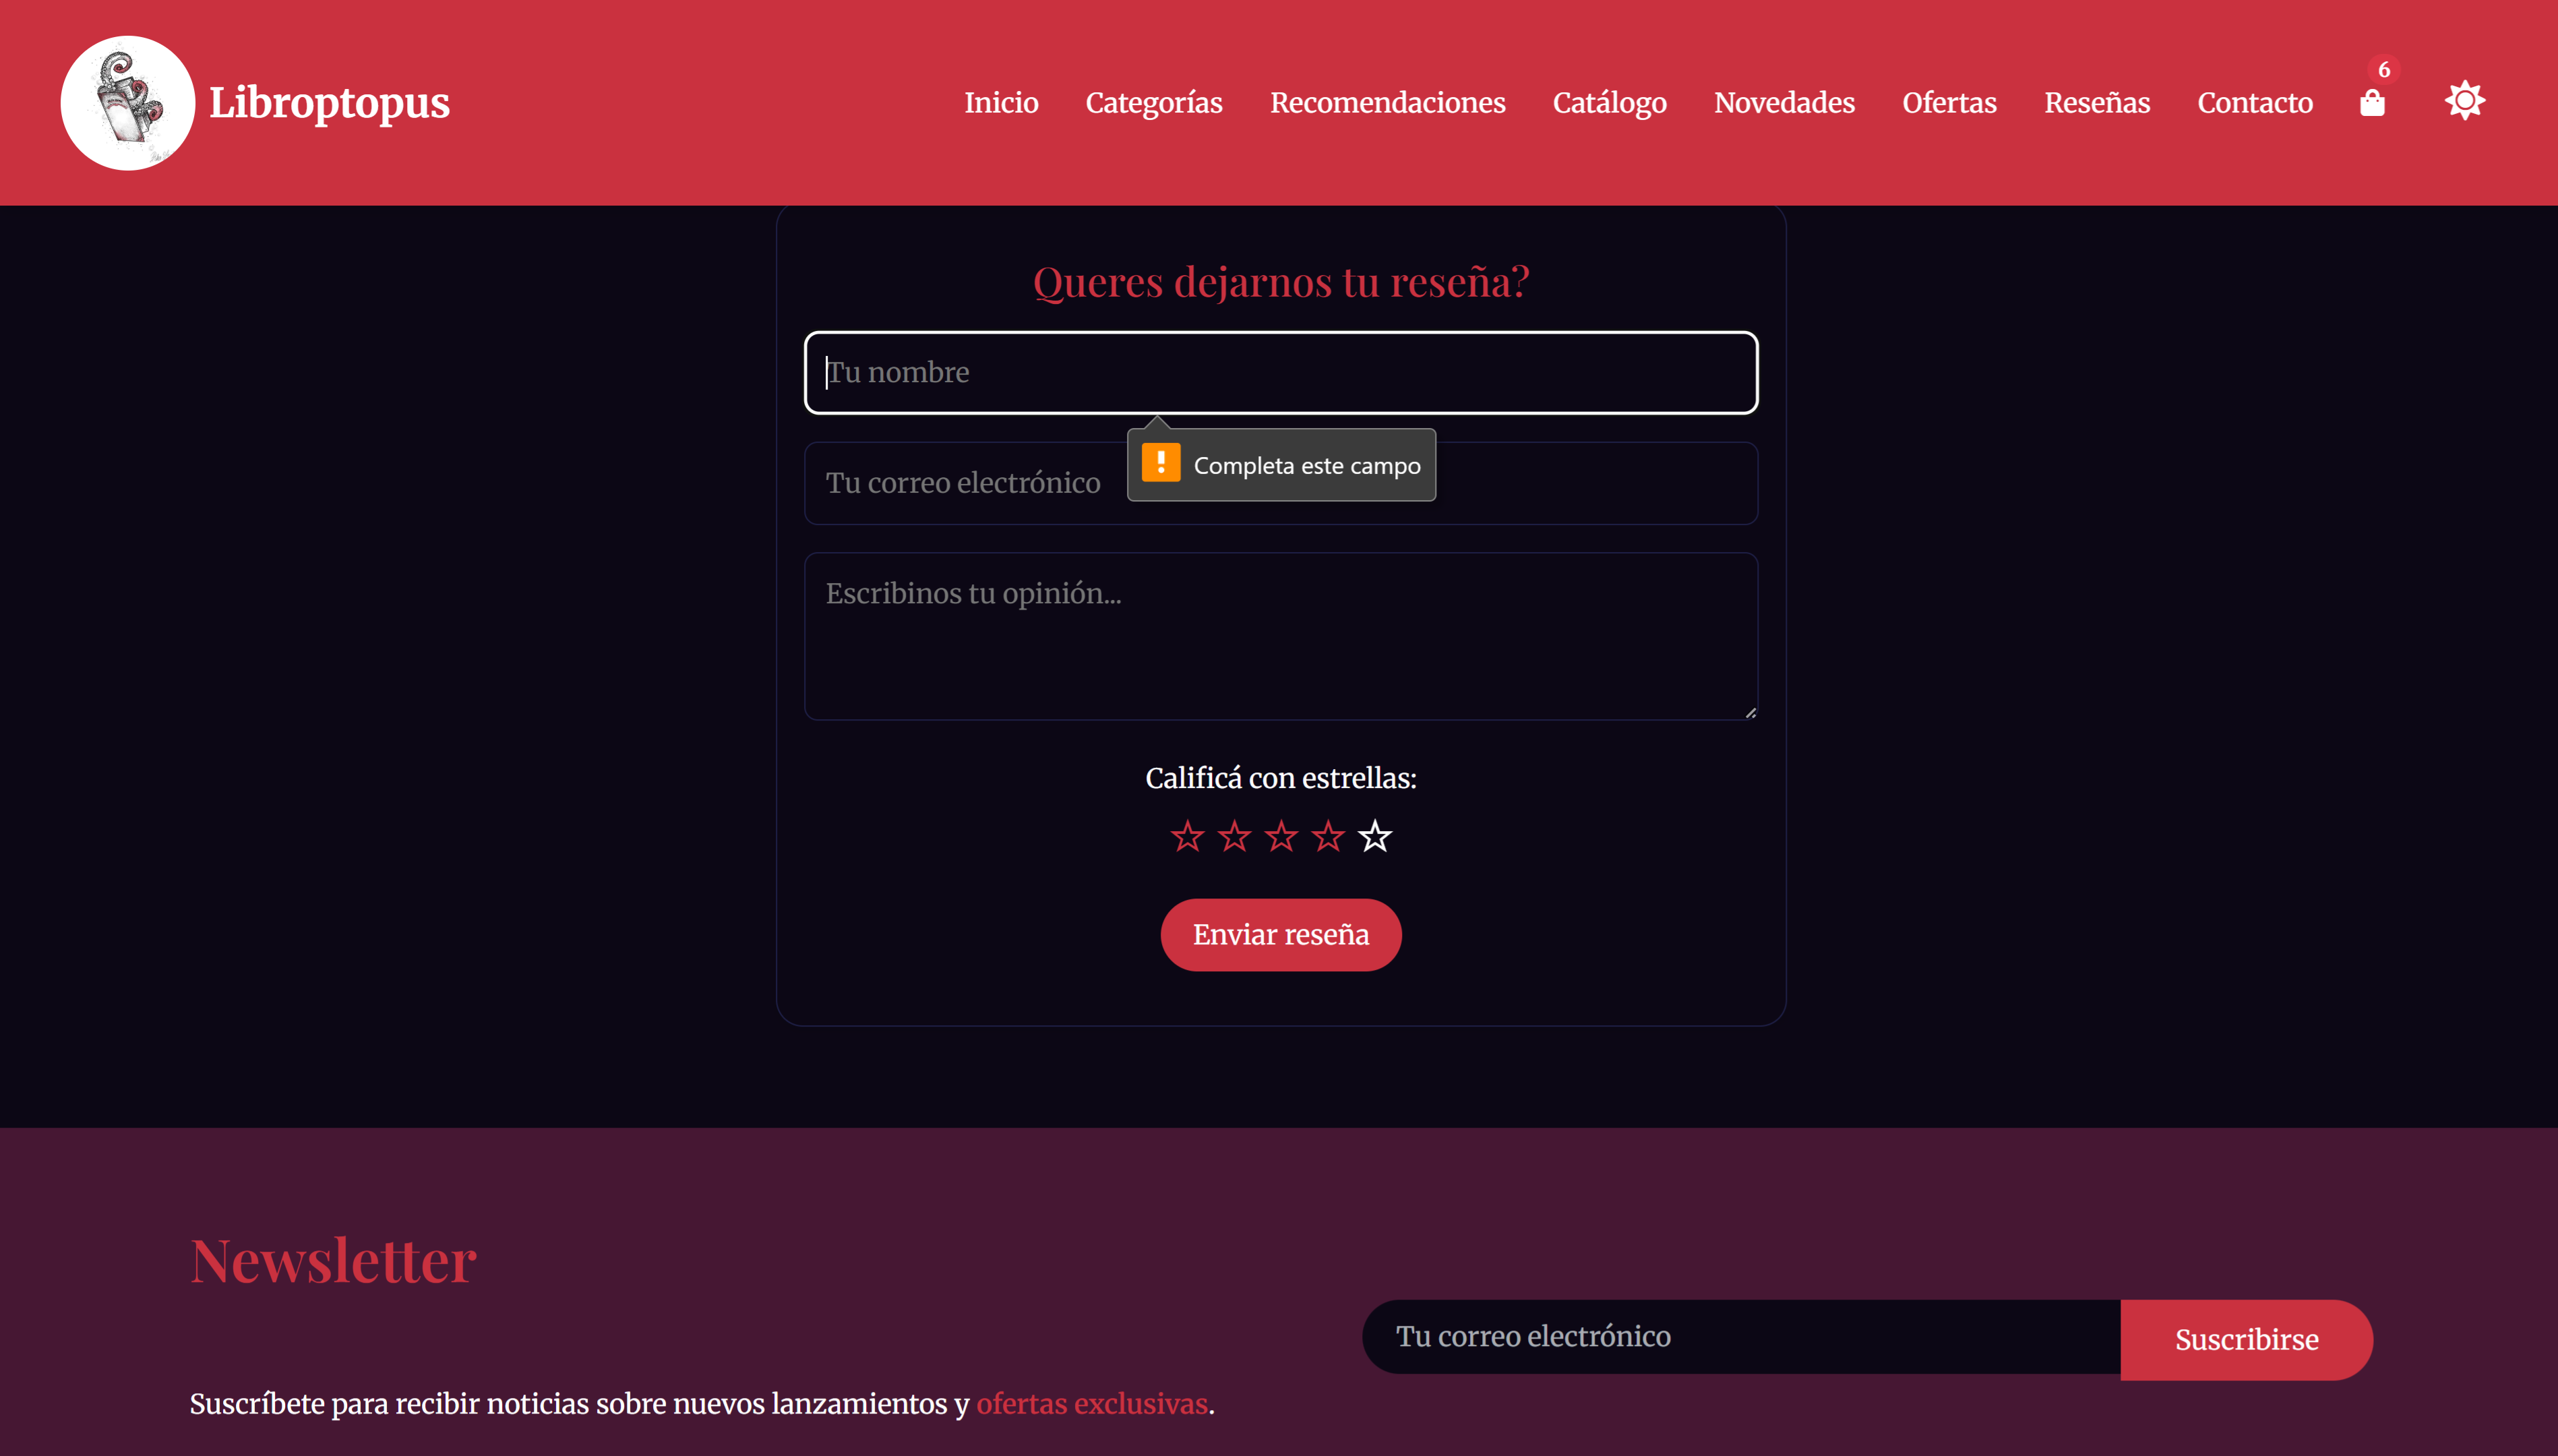 Libroptopus
Inicio Categorías Recomendaciones Catálogo Novedades Ofertas Reseñas Contacto 6
Queres dejarnos tu reseña?
Tu nombre
Completa este campo
Tu correo electrónico
Escribinos tu opinión...
Calificá con estrellas:
Enviar reseña
Newsletter
Suscríbete para recibir noticias sobre nuevos lanzamientos y ofertas exclusivas.
Tu correo electrónico
Suscribirse